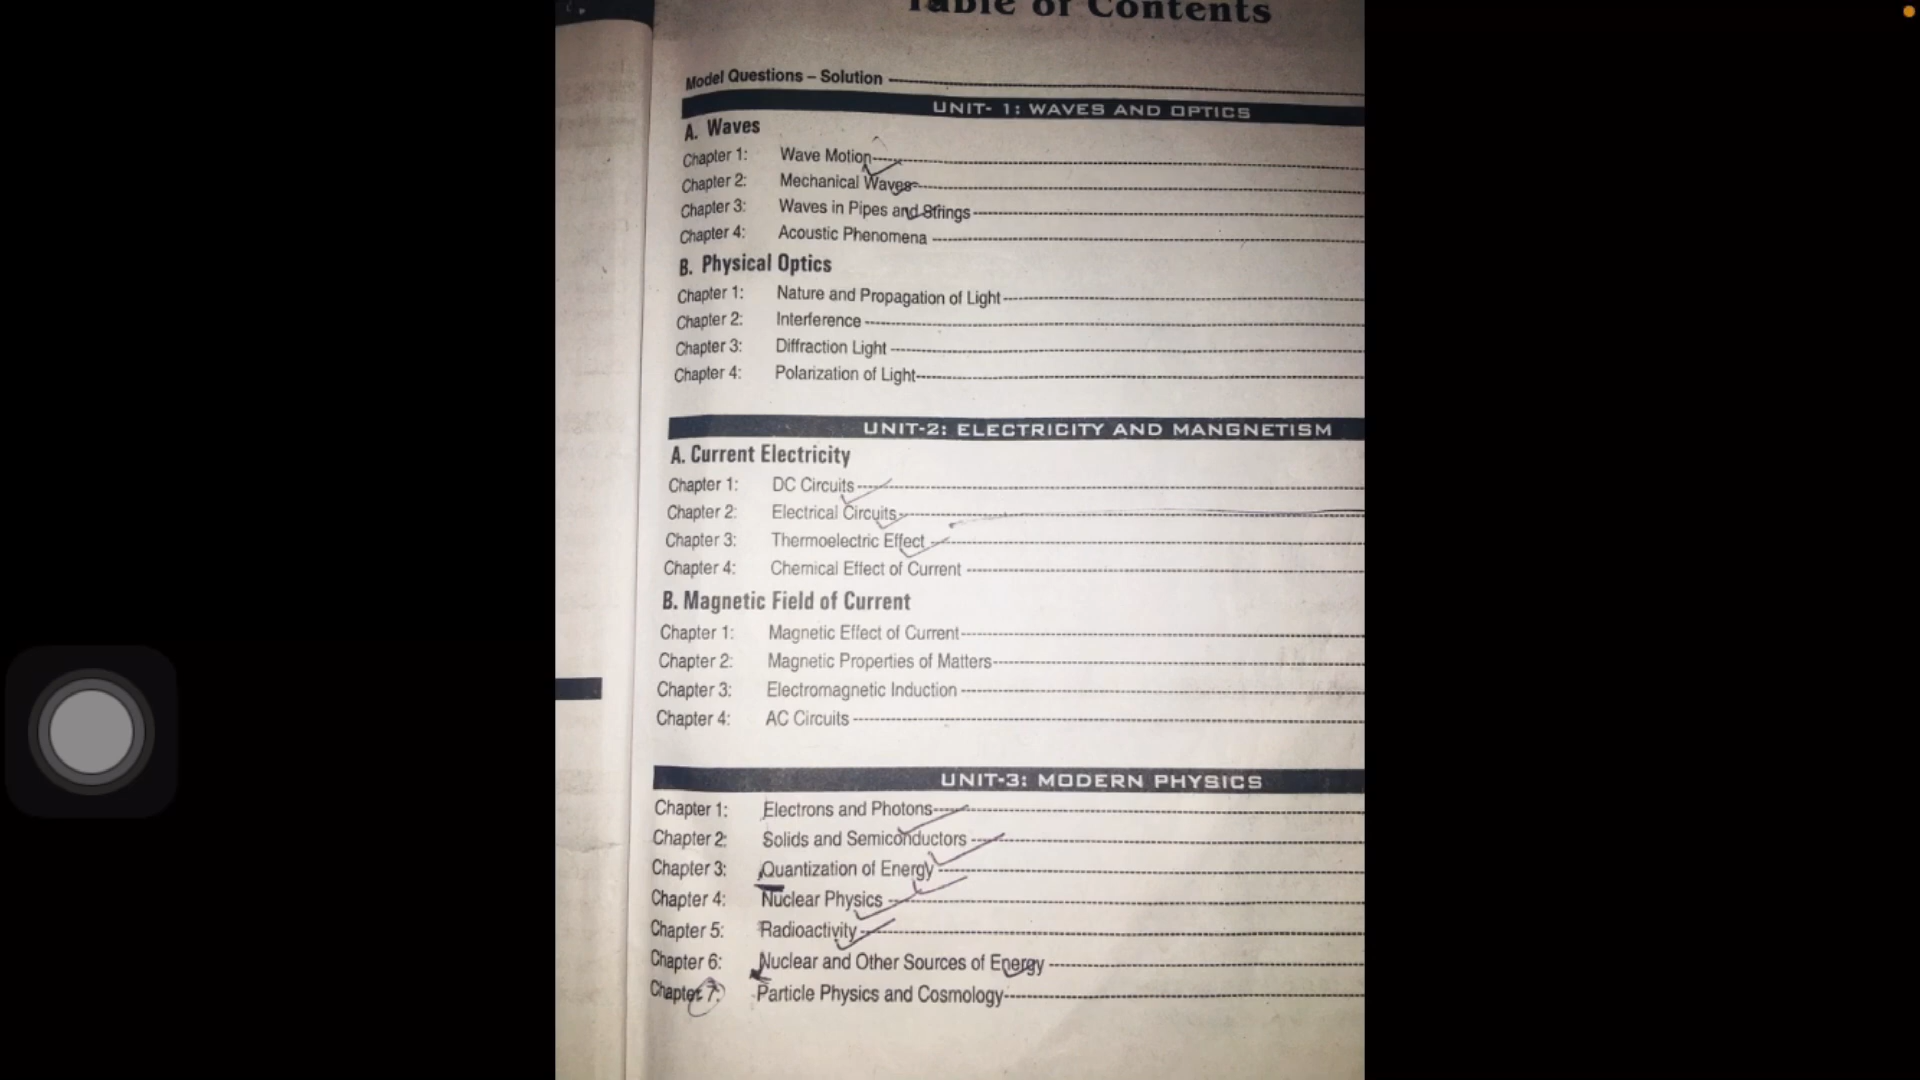 Table of Contents
Model Questions – Solution
UNIT- 1: WAVES AND OPTICS
A. Waves
Chapter 1: Wave Motion
Chapter 2: Mechanical Waves
Chapter 3: Waves in Pipes and Strings
Chapter 4: Acoustic Phenomena
B. Physical Optics
Chapter 1: Nature and Propagation of Light
Chapter 2: Interference
Chapter 3: Diffraction Light
Chapter 4: Polarization of Light
UNIT-2: ELECTRICITY AND MANGNETISM
A. Current Electricity
Chapter 1: DC Circuits
Chapter 2: Electrical Circuits
Chapter 3: Thermoelectric Effect
Chapter 4: Chemical Effect of Current
B. Magnetic Field of Current
Chapter 1: Magnetic Effect of Current
Chapter 2: Magnetic Properties of Matters
Chapter 3: Electromagnetic Induction
Chapter 4: AC Circuits
UNIT-3: MODERN PHYSICS
Chapter 1: Electrons and Photons
Chapter 2: Solids and Semiconductors
Chapter 3: Quantization of Energy
Chapter 4: Nuclear Physics
Chapter 5: Radioactivity
Chapter 6: Nuclear and Other Sources of Energy
Chapter 7: Particle Physics and Cosmology